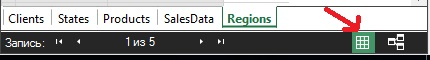 Clients States Products SalesData Regions
Запись: 1 из 5